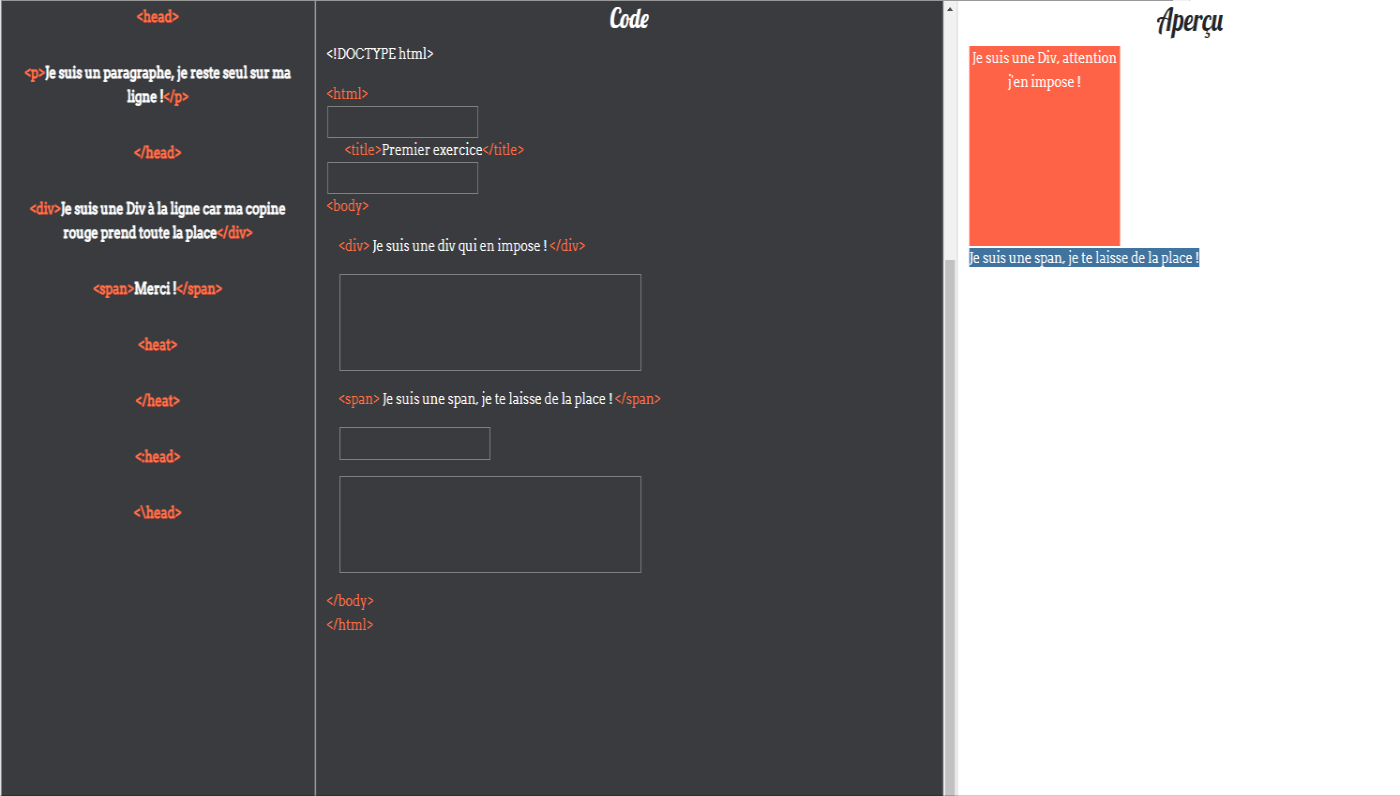 <head>
<p>Je suis un paragraphe, je reste seul sur ma
ligne !</p>
</head>
<div>Je suis une Div à la ligne car ma copine
rouge prend toute la place</div>
<span>Merci !</span>
<heat>
</heat>
<:head>
<\head>
Code
<!DOCTYPE html>
<html>
<title>Premier exercice</title>
<body>
<div> Je suis une div qui en impose ! </div>
<span> Je suis une span, je te laisse de la place ! </span>
</body>
</html>
Aperçu
Je suis une Div, attention
j'en impose !
Je suis une span, je te laisse de la place !